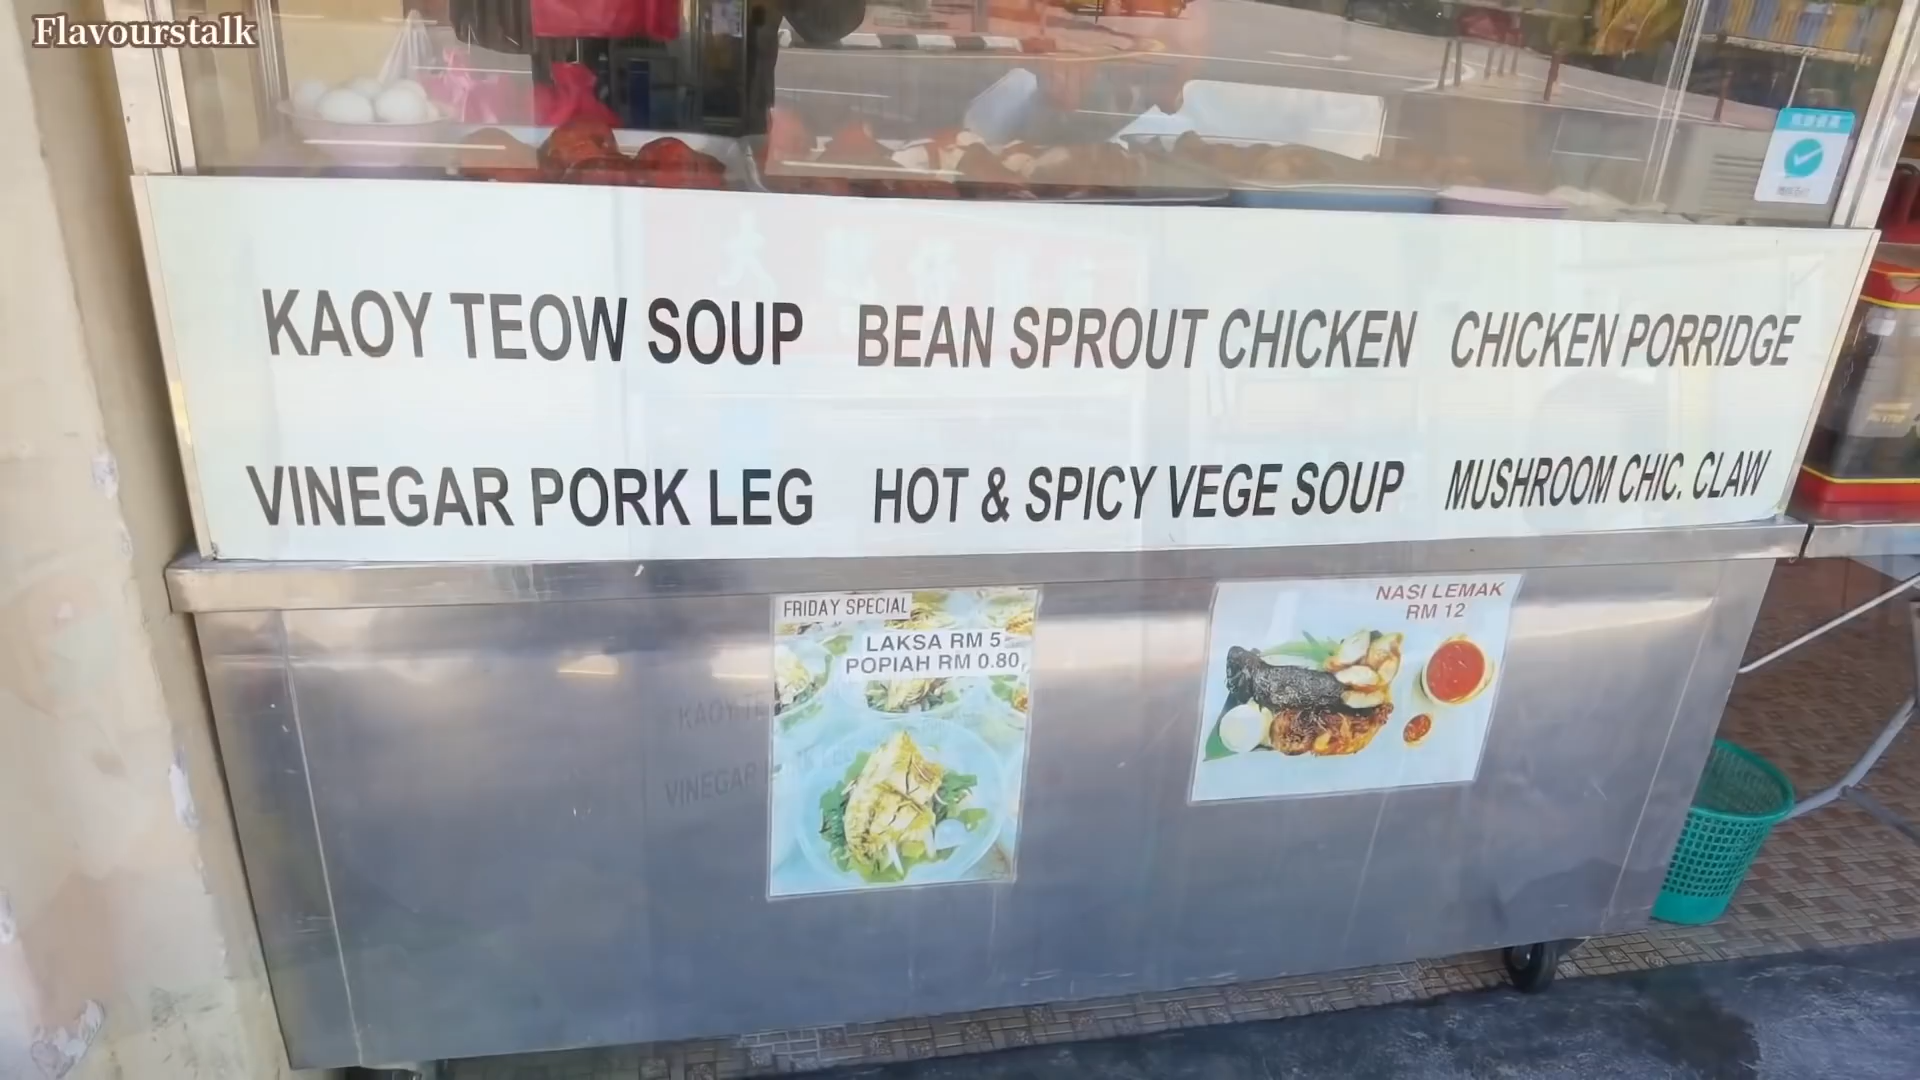 Flavourstalk
KAOY TEOW SOUP BEAN SPROUT CHICKEN CHICKEN PORRIDGE
VINEGAR PORK LEG HOT & SPICY VEGE SOUP MUSHROOM CHIC. CLAW
FRIDAY SPECIAL
LAKSA RM 5
POPIAH RM 0.80
NASI LEMAK
RM 12